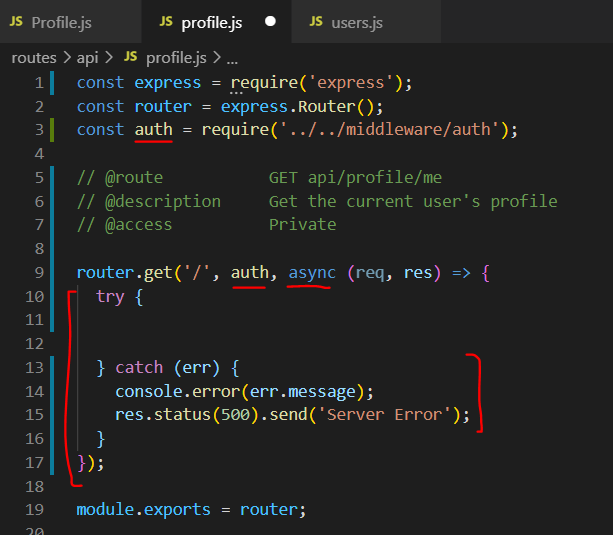 JS Profile.js JS profile.js JS users.js
routes > api > JS profile.js > ...
1 const express = require('express');
2 const router = express.Router();
3 const auth = require('../../middleware/auth');
4
5 // @route GET api/profile/me
6 // @description Get the current user's profile
7 // @access Private
8
9 router.get('/', auth, async (req, res) => {
10 try {
11
12
13 } catch (err) {
14 console.error(err.message);
15 res.status(500).send('Server Error');
16 }
17 });
18
19 module.exports = router;
20